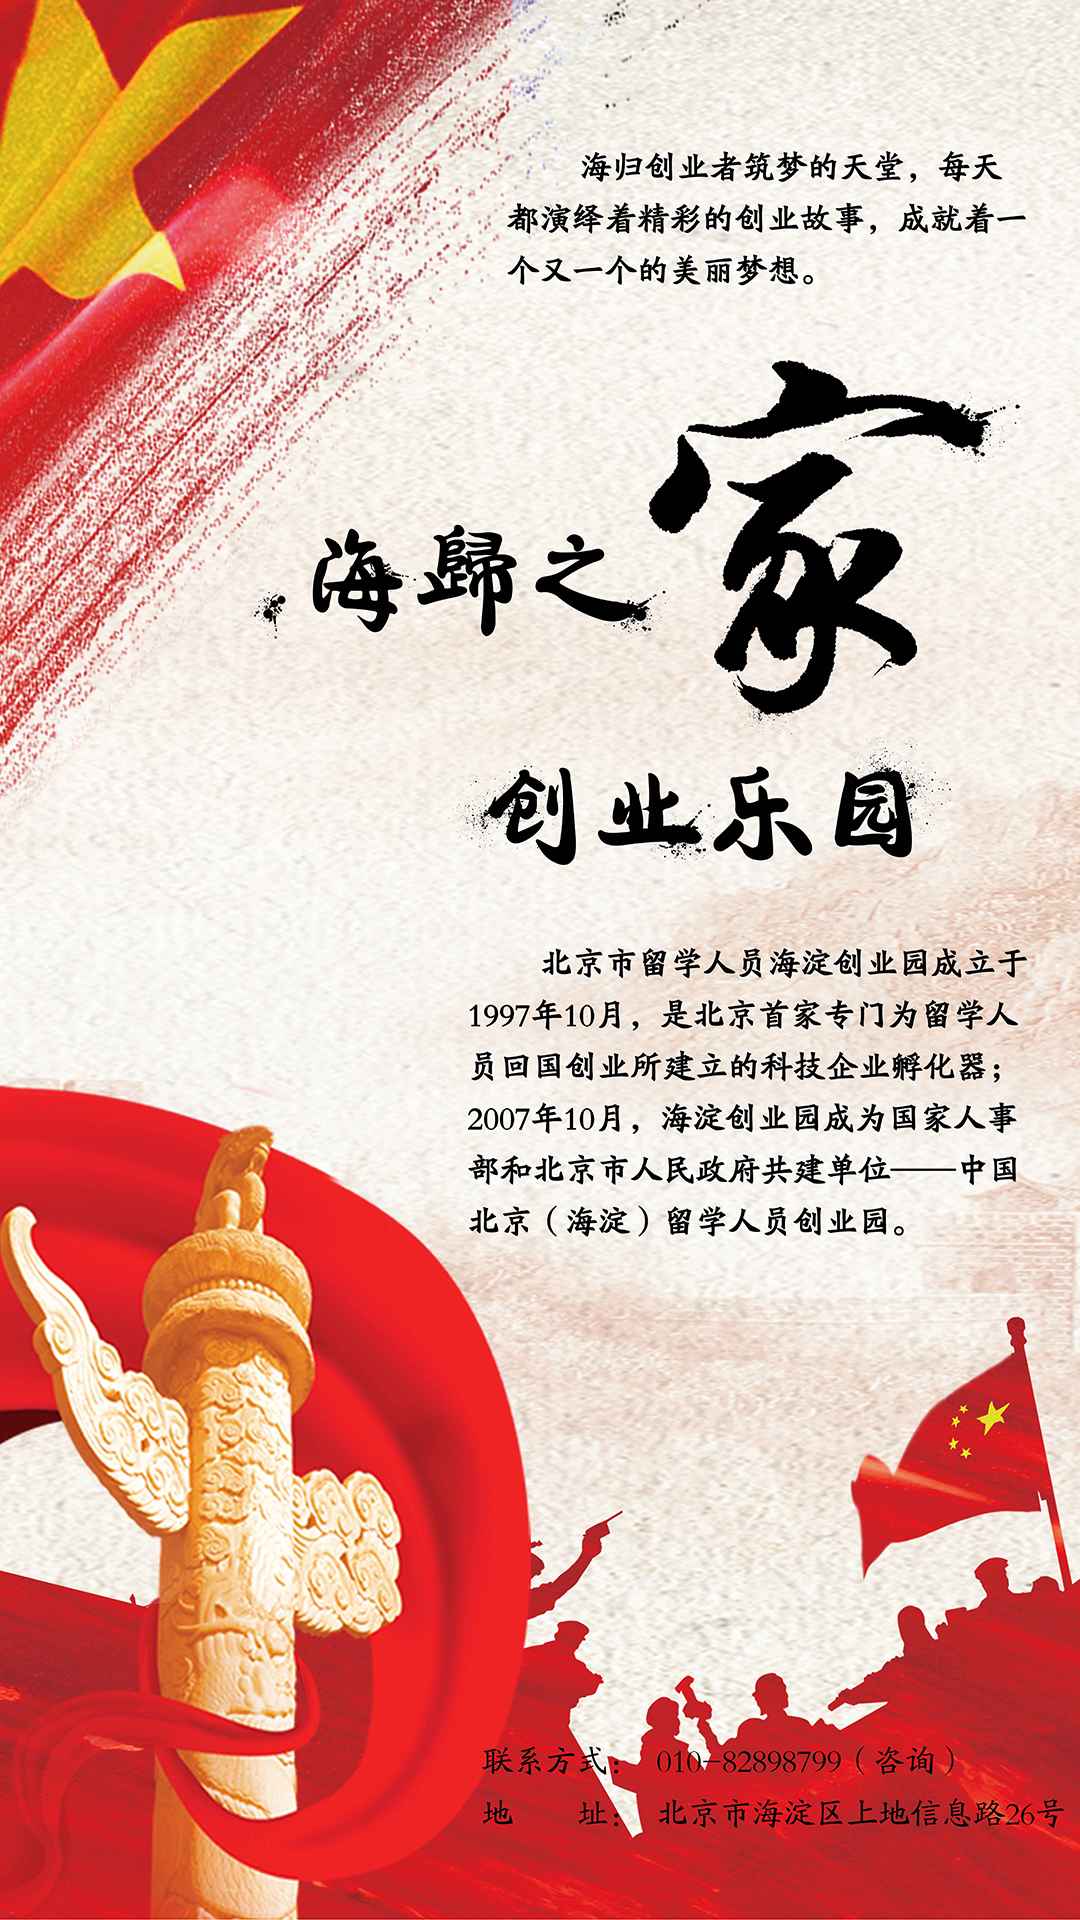 海归创业者筑梦的天堂，每天
都演绎着精彩的创业故事，成就着一
个又一个的美丽梦想。
海歸之家
创业乐园
北京市留学人员海淀创业园成立于
1997年10月，是北京首家专门为留学人
员回国创业所建立的科技企业孵化器；
2007年10月，海淀创业园成为国家人事
部和北京市人民政府共建单位——中国
北京（海淀）留学人员创业园。
联系方式： 010-82898799（咨询）
地　　址： 北京市海淀区上地信息路26号